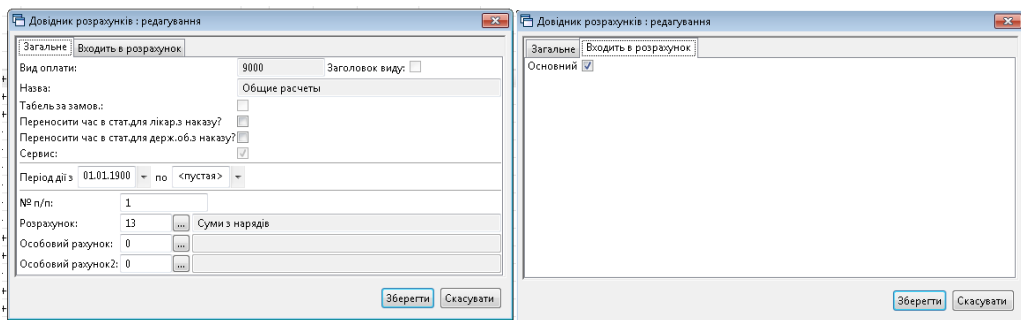 Довідник розрахунків : редагування
Загальне Входить в розрахунок
Вид оплати: 9000 Заголовок виду:
Назва: Общие расчеты
Табель за замов.:
Переносити час в стат.для лікар.з наказу?
Переносити час в стат.для держ.об.з наказу?
Сервис:
Період дії з 01.01.1900 по <пустая>
№ п/п: 1
Розрахунок: 13 ... Суми з нарядів
Особовий рахунок: 0 ...
Особовий рахунок2: 0 ...
Зберегти Скасувати
Довідник розрахунків : редагування
Загальне Входить в розрахунок
Основний
Зберегти Скасувати